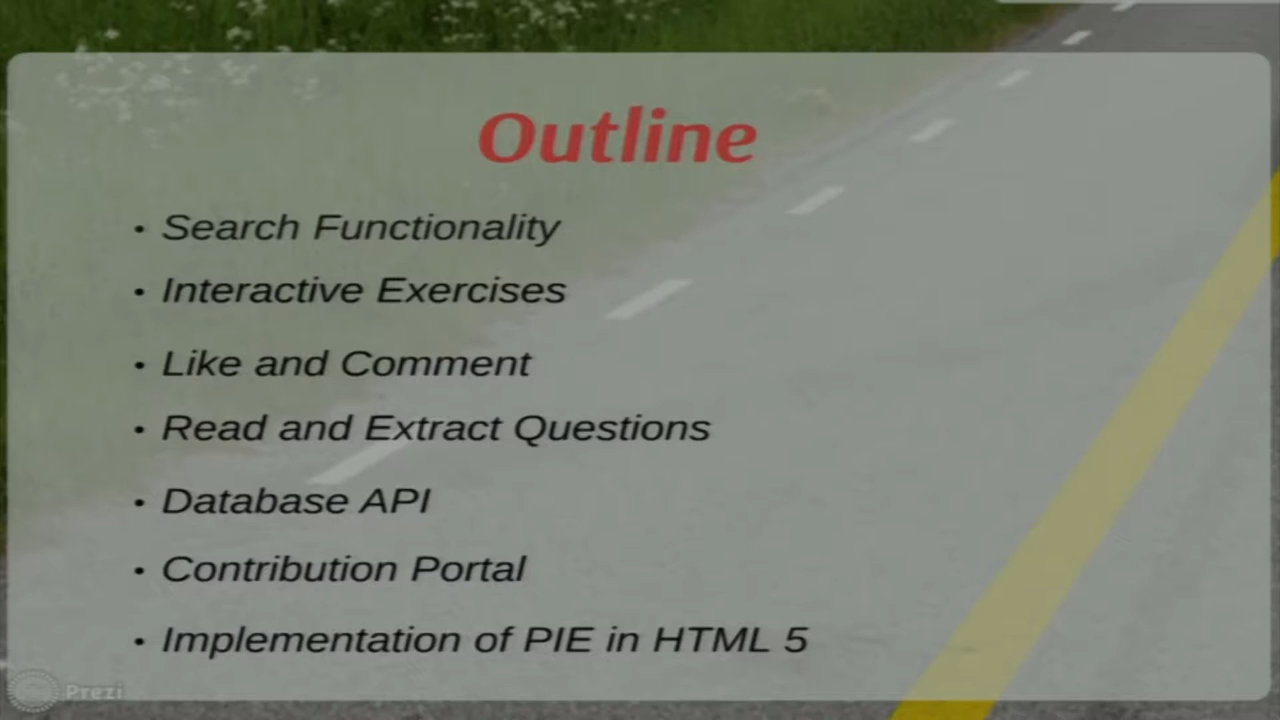 Outline
• Search Functionality
• Interactive Exercises
• Like and Comment
• Read and Extract Questions
• Database API
• Contribution Portal
• Implementation of PIE in HTML 5
Prezi